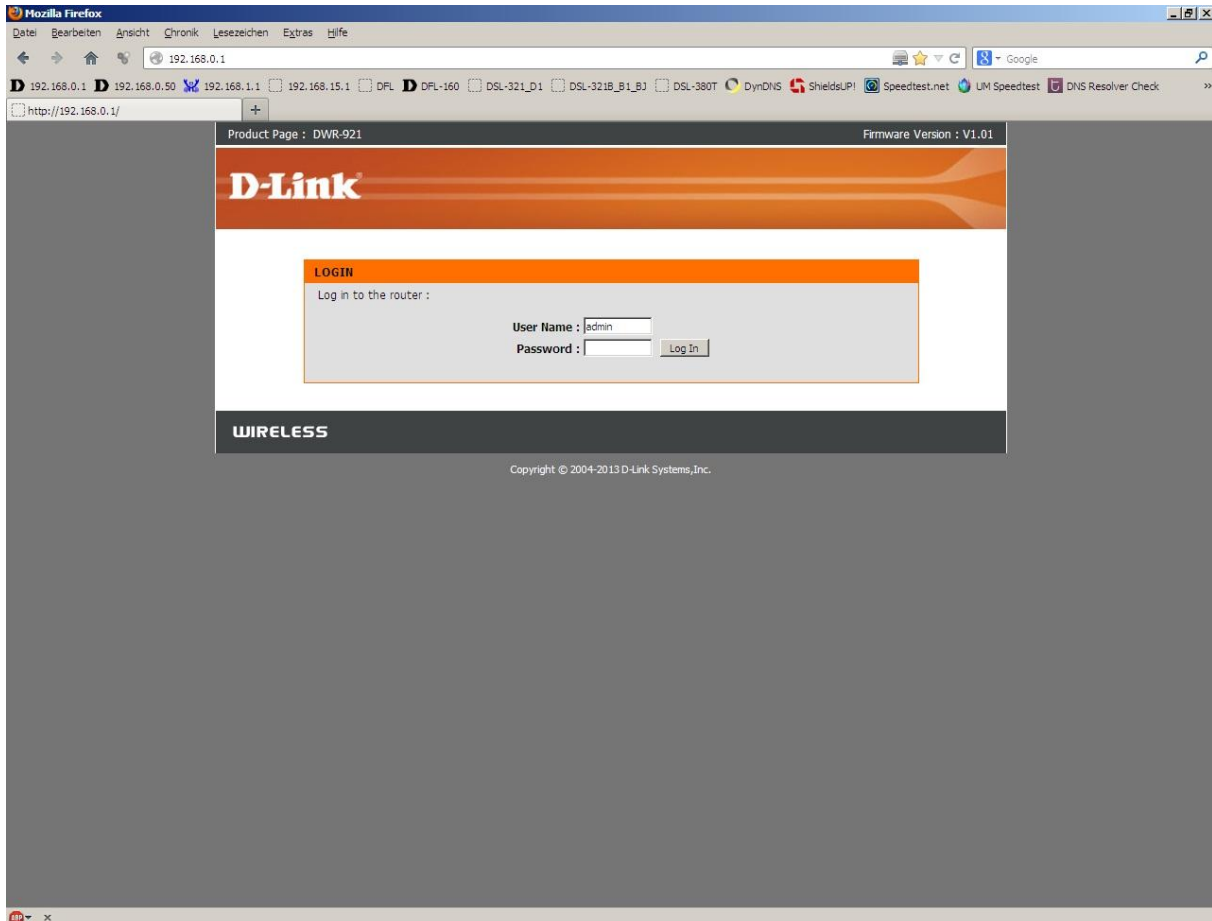 Mozilla Firefox
Datei Bearbeiten Ansicht Chronik Lesezeichen Extras Hilfe
192.168.0.1
Google
192.168.0.1 192.168.0.50 192.168.1.1 192.168.15.1 DFL DFL-160 DSL-321_D1 DSL-321B_B1_BJ DSL-380T DynDNS ShieldsUP! Speedtest.net UM Speedtest DNS Resolver Check »
http://192.168.0.1/
Product Page : DWR-921 Firmware Version : V1.01
D-Link
LOGIN
Log in to the router :
User Name : admin
Password : Log In
WIRELESS
Copyright © 2004-2013 D-Link Systems,Inc.
ABP